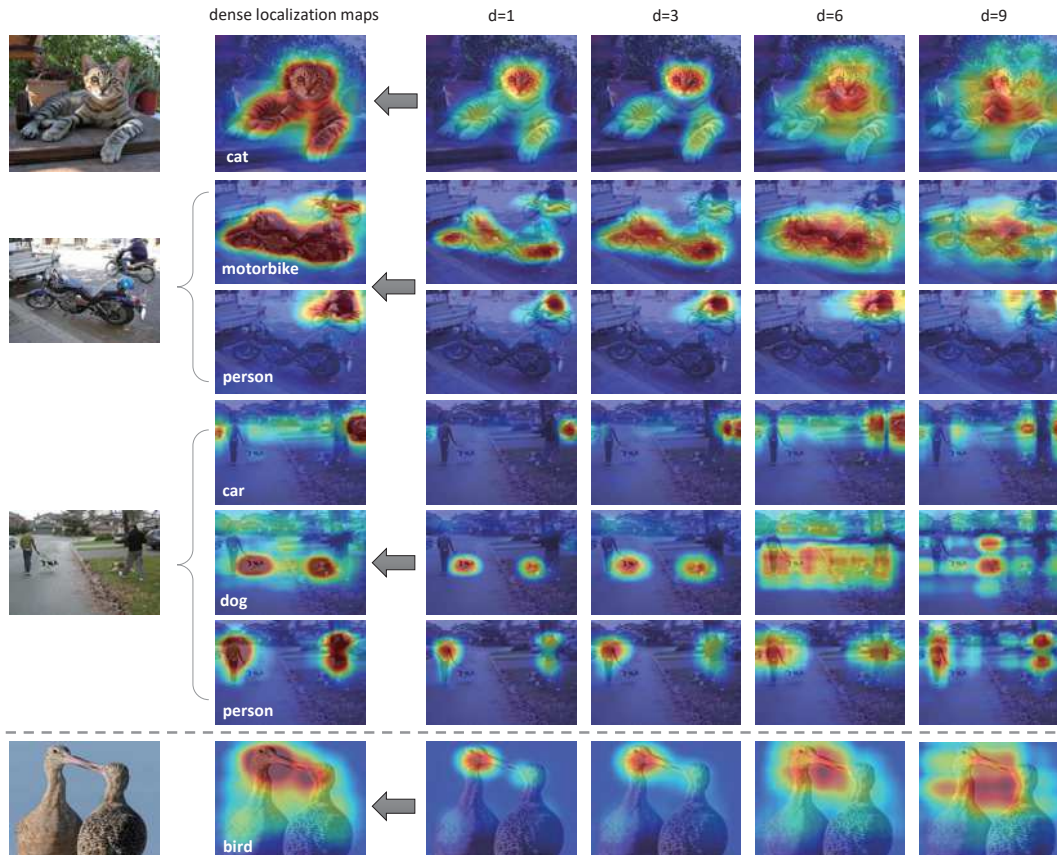 dense localization maps d=1 d=3 d=6 d=9
cat
motorbike
person
car
dog
person
bird